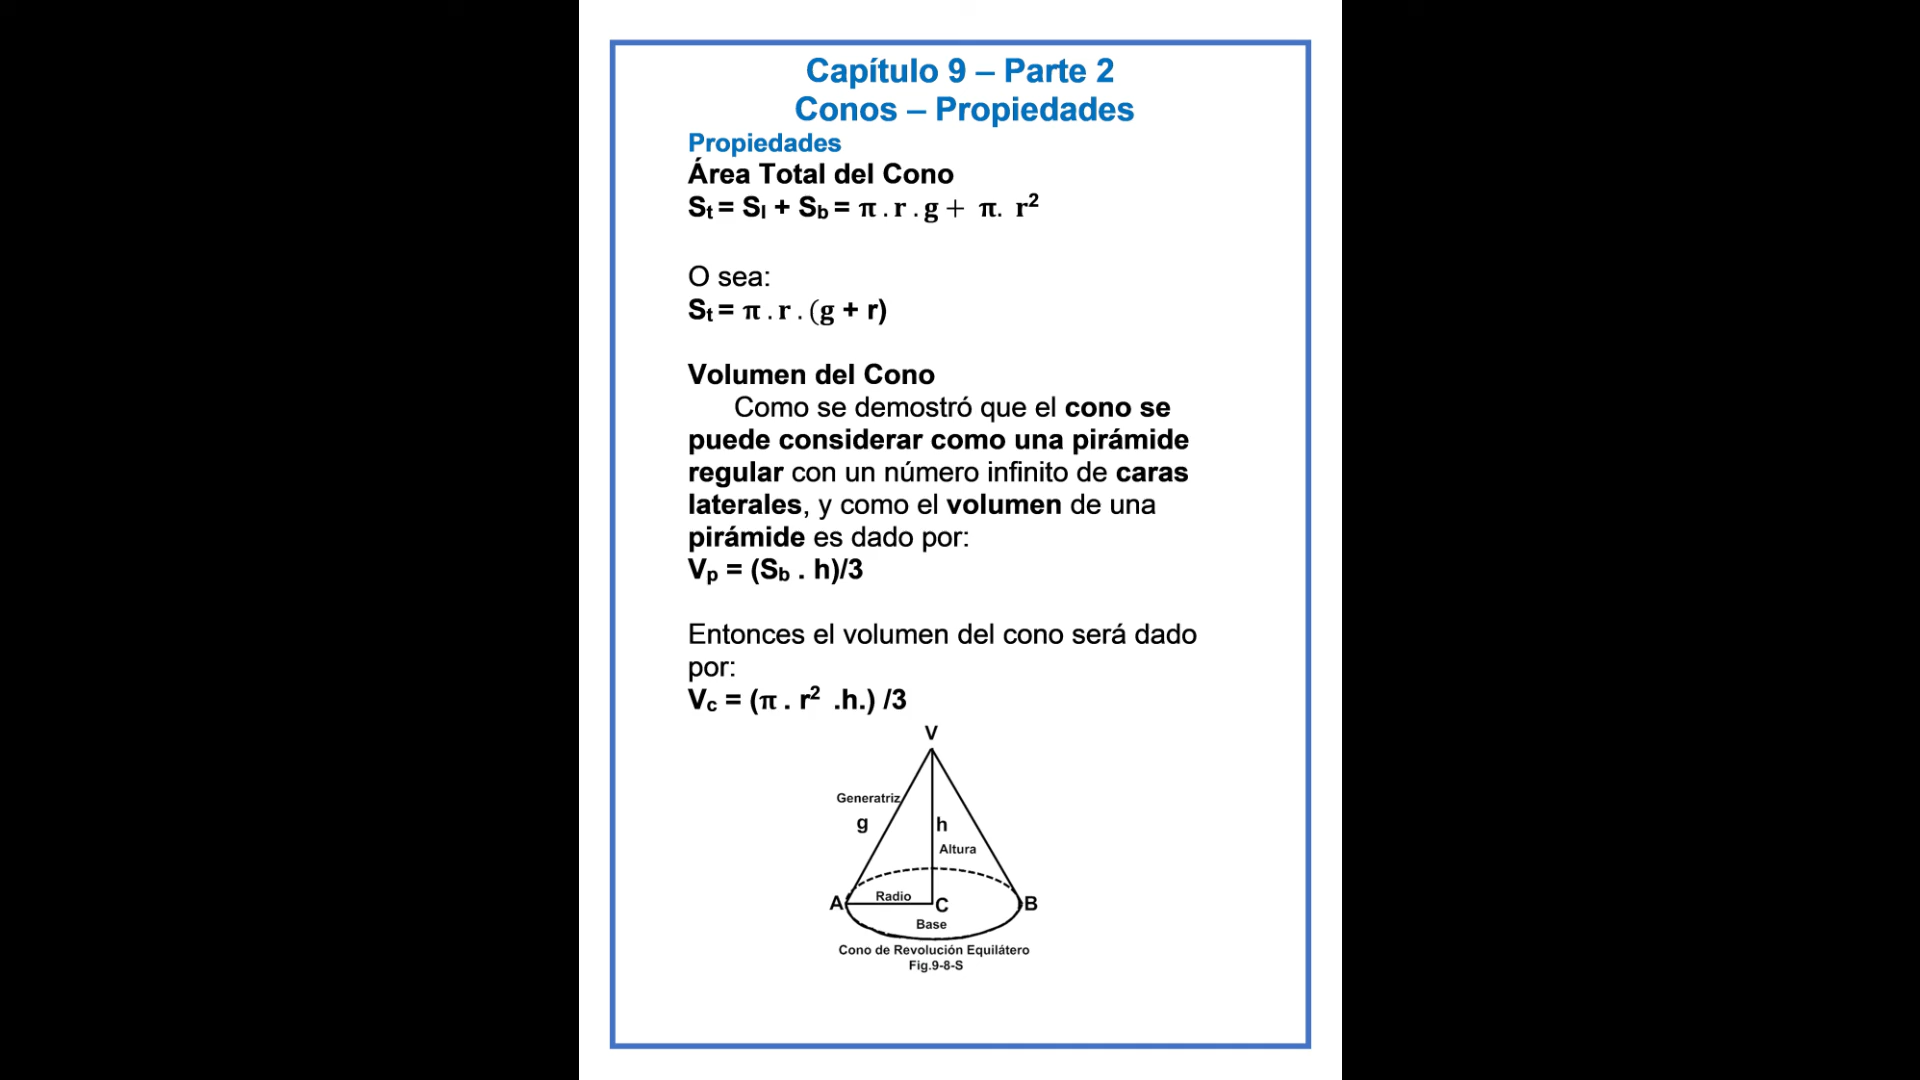 Capítulo 9 – Parte 2
Conos – Propiedades
Propiedades
Área Total del Cono
Sₜ = Sₗ + S_b = π . r . g + π. r²
O sea:
Sₜ = π . r . (g + r)
Volumen del Cono
Como se demostró que el cono se
puede considerar como una pirámide
regular con un número infinito de caras
laterales, y como el volumen de una
pirámide es dado por:
Vₚ = (S_b . h)/3
Entonces el volumen del cono será dado
por:
V_c = (π . r² .h.) /3
V
Generatriz
g
h
Altura
A
Radio
C
B
Base
Cono de Revolución Equilátero
Fig.9-8-S